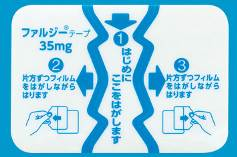 ファルジー®テープ
35mg
①はじめに
ここをはがします
②
片方ずつフィルム
をはがしながら
はります
③
片方ずつフィルム
をはがしながら
はります